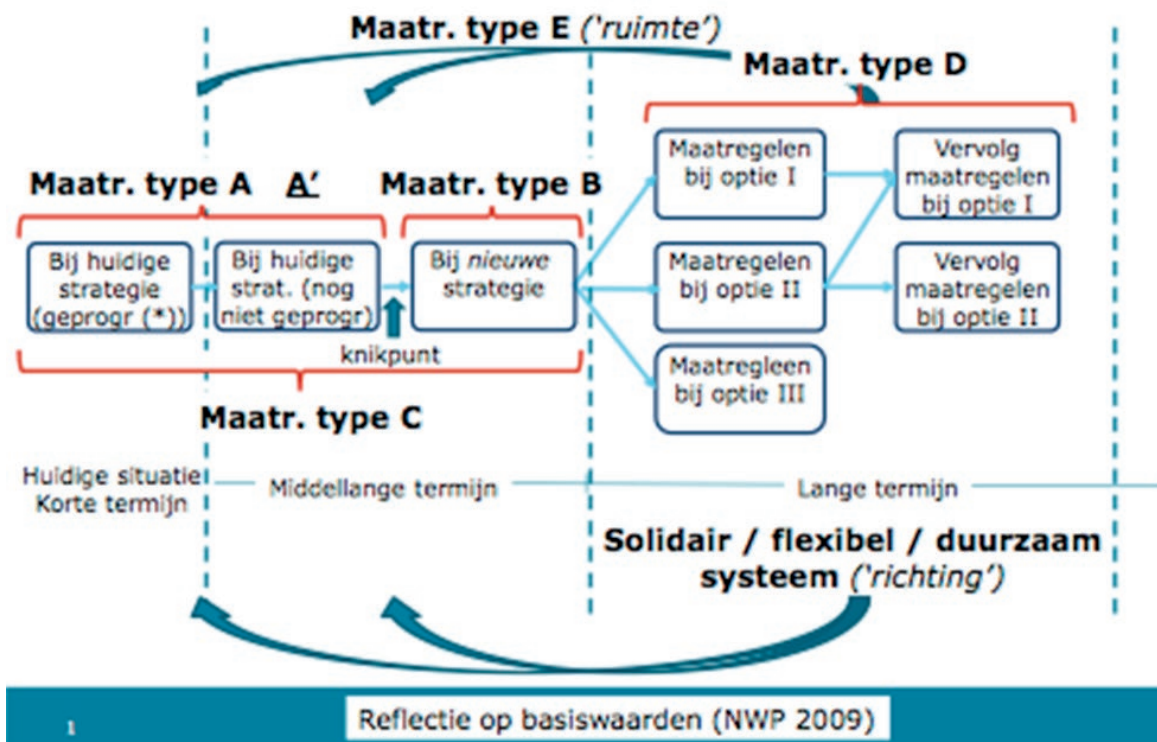 Maatr. type E ('ruimte')
Maatr. type D
Maatr. type A A'
Maatr. type B
Bij huidige
strategie
(geprogr (*))
Bij huidige
strat. (nog
niet geprogr)
Bij nieuwe
strategie
Maatregelen
bij optie I
Vervolg
maatregelen
bij optie I
Maatregelen
bij optie II
Vervolg
maatregelen
bij optie II
Maatregleen
bij optie III
knikpunt
Maatr. type C
Huidige situatie
Korte termijn
Middellange termijn
Lange termijn
Solidair / flexibel / duurzaam
systeem ('richting')
1
Reflectie op basiswaarden (NWP 2009)